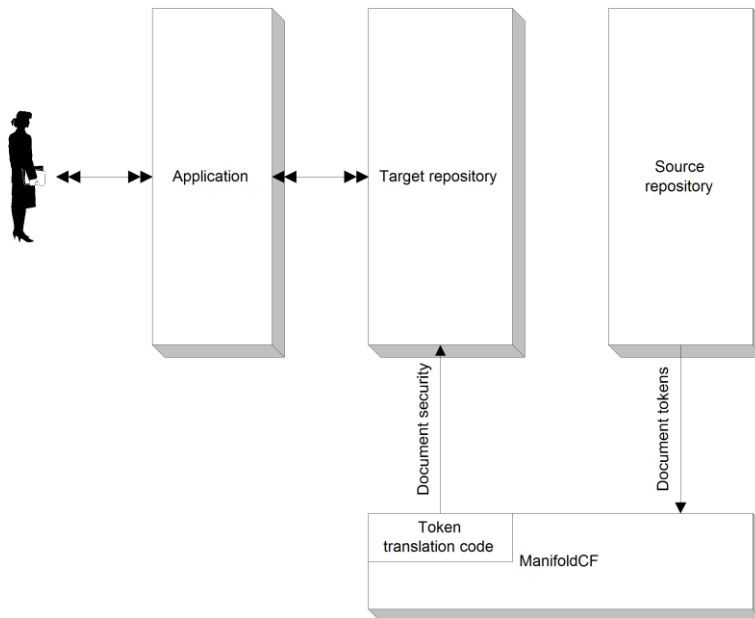 Application
Target repository
Source
repository
Document security
Document tokens
Token
translation code
ManifoldCF